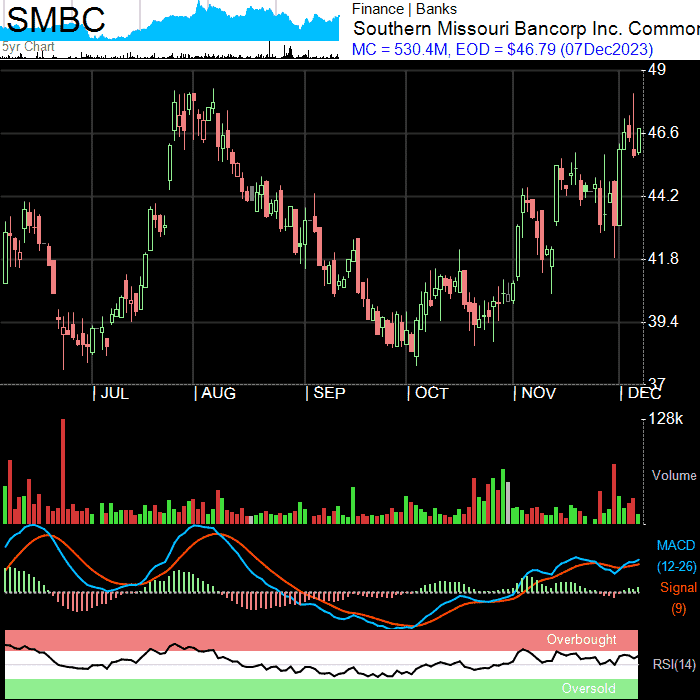 SMBC
5yr Chart
Finance | Banks
Southern Missouri Bancorp Inc. Common
MC = 530.4M, EOD = $46.79 (07Dec2023)
49
46.6
44.2
41.8
39.4
37
JUL
AUG
SEP
OCT
NOV
DEC
128k
Volume
MACD
(12-26)
Signal
(9)
Overbought
RSI(14)
Oversold